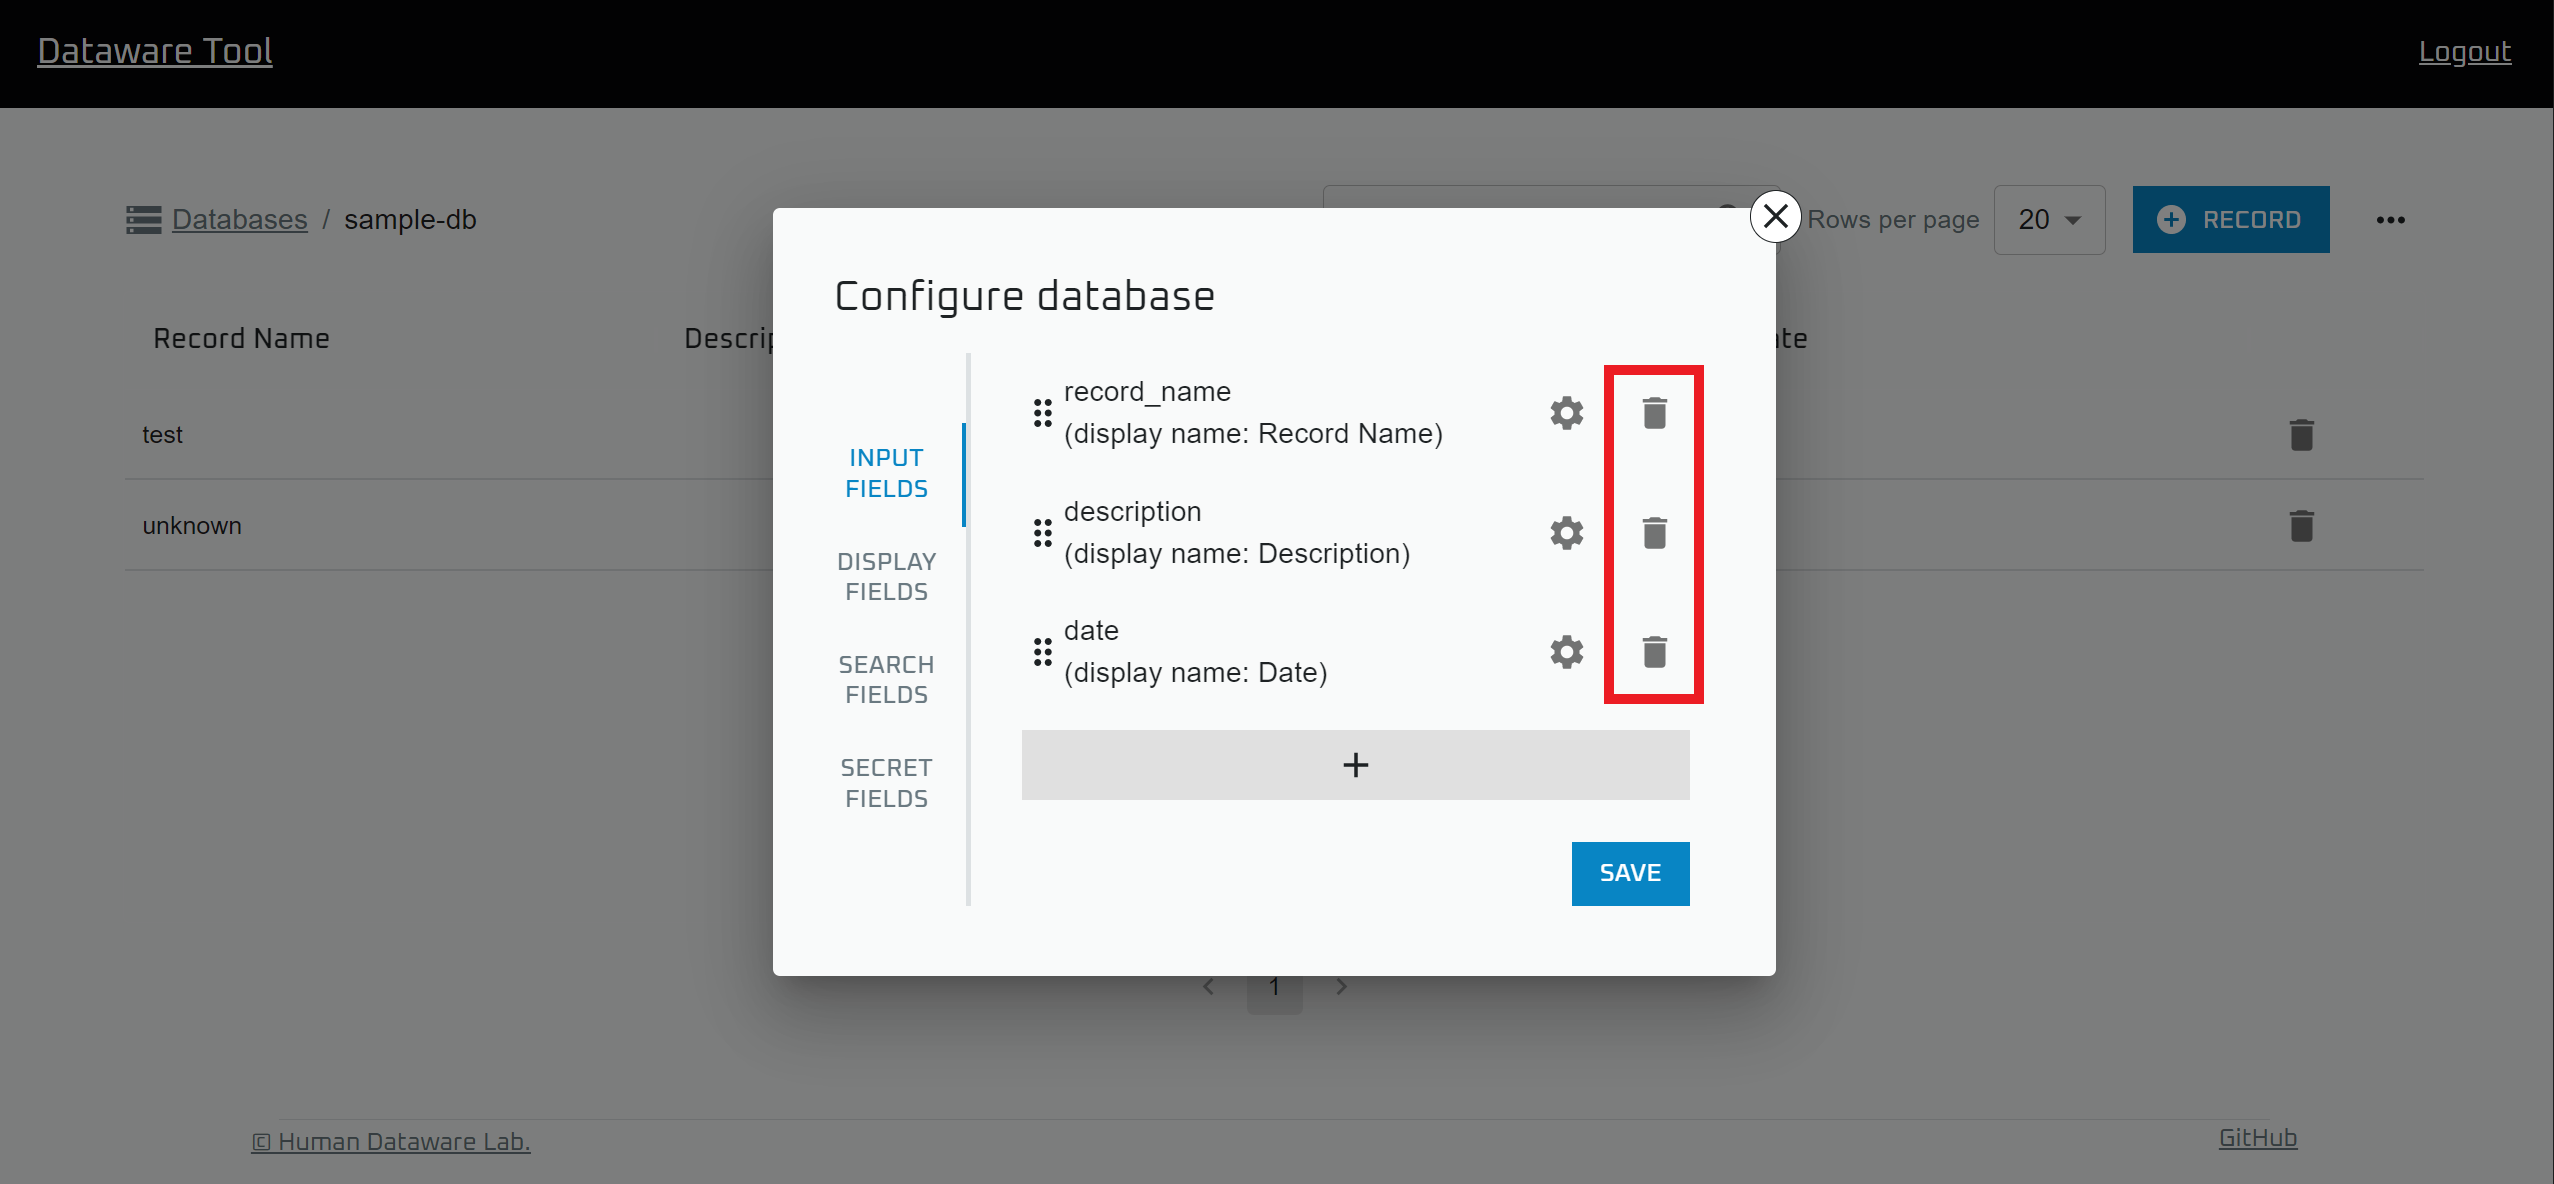 Dataware Tool
Logout
Databases / sample-db
Rows per page
20
RECORD
Record Name
test
unknown
Configure database
INPUT
FIELDS
DISPLAY
FIELDS
SEARCH
FIELDS
SECRET
FIELDS
record_name
(display name: Record Name)
description
(display name: Description)
date
(display name: Date)
+
SAVE
1
© Human Dataware Lab.
GitHub